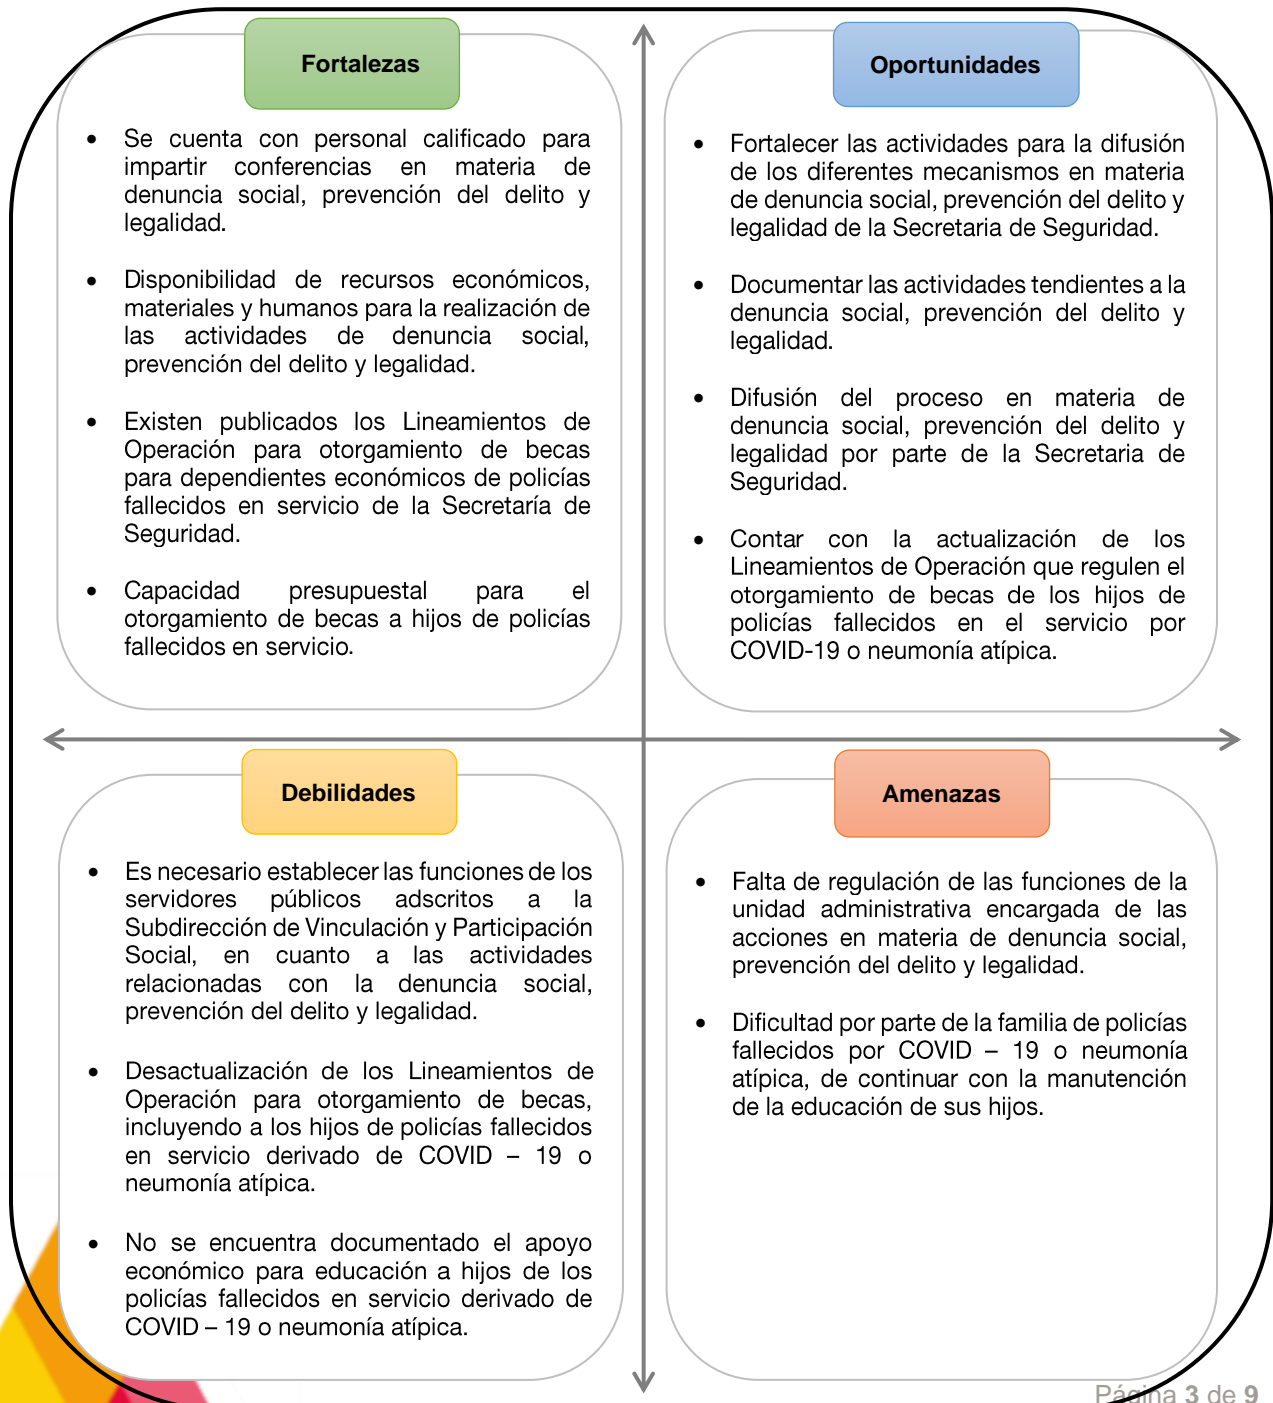 Fortalezas
• Se cuenta con personal calificado para
impartir conferencias en materia de
denuncia social, prevención del delito y
legalidad.
• Disponibilidad de recursos económicos,
materiales y humanos para la realización de
las actividades de denuncia social,
prevención del delito y legalidad.
• Existen publicados los Lineamientos de
Operación para otorgamiento de becas
para dependientes económicos de policías
fallecidos en servicio de la Secretaría de
Seguridad.
• Capacidad presupuestal para el
otorgamiento de becas a hijos de policías
fallecidos en servicio.
Oportunidades
• Fortalecer las actividades para la difusión
de los diferentes mecanismos en materia
de denuncia social, prevención del delito y
legalidad de la Secretaria de Seguridad.
• Documentar las actividades tendientes a la
denuncia social, prevención del delito y
legalidad.
• Difusión del proceso en materia de
denuncia social, prevención del delito y
legalidad por parte de la Secretaria de
Seguridad.
• Contar con la actualización de los
Lineamientos de Operación que regulen el
otorgamiento de becas de los hijos de
policías fallecidos en el servicio por
COVID-19 o neumonía atípica.
Debilidades
• Es necesario establecer las funciones de los
servidores públicos adscritos a la
Subdirección de Vinculación y Participación
Social, en cuanto a las actividades
relacionadas con la denuncia social,
prevención del delito y legalidad.
• Desactualización de los Lineamientos de
Operación para otorgamiento de becas,
incluyendo a los hijos de policías fallecidos
en servicio derivado de COVID – 19 o
neumonía atípica.
• No se encuentra documentado el apoyo
económico para educación a hijos de los
policías fallecidos en servicio derivado de
COVID – 19 o neumonía atípica.
Amenazas
• Falta de regulación de las funciones de la
unidad administrativa encargada de las
acciones en materia de denuncia social,
prevención del delito y legalidad.
• Dificultad por parte de la familia de policías
fallecidos por COVID – 19 o neumonía
atípica, de continuar con la manutención
de la educación de sus hijos.
Página 3 de 9